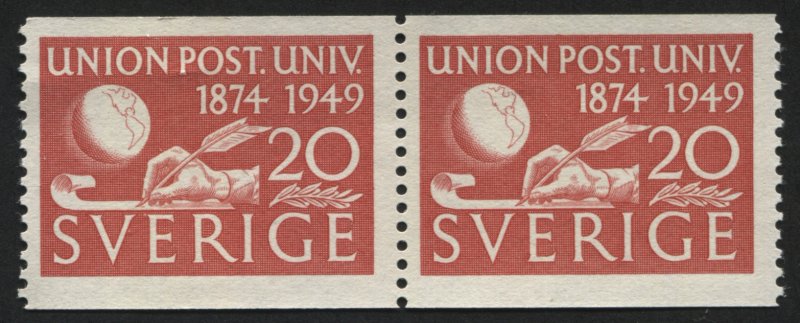 UNION POST. UNIV.
1874 1949
20
SVERIGE
UNION POST. UNIV.
1874 1949
20
SVERIGE